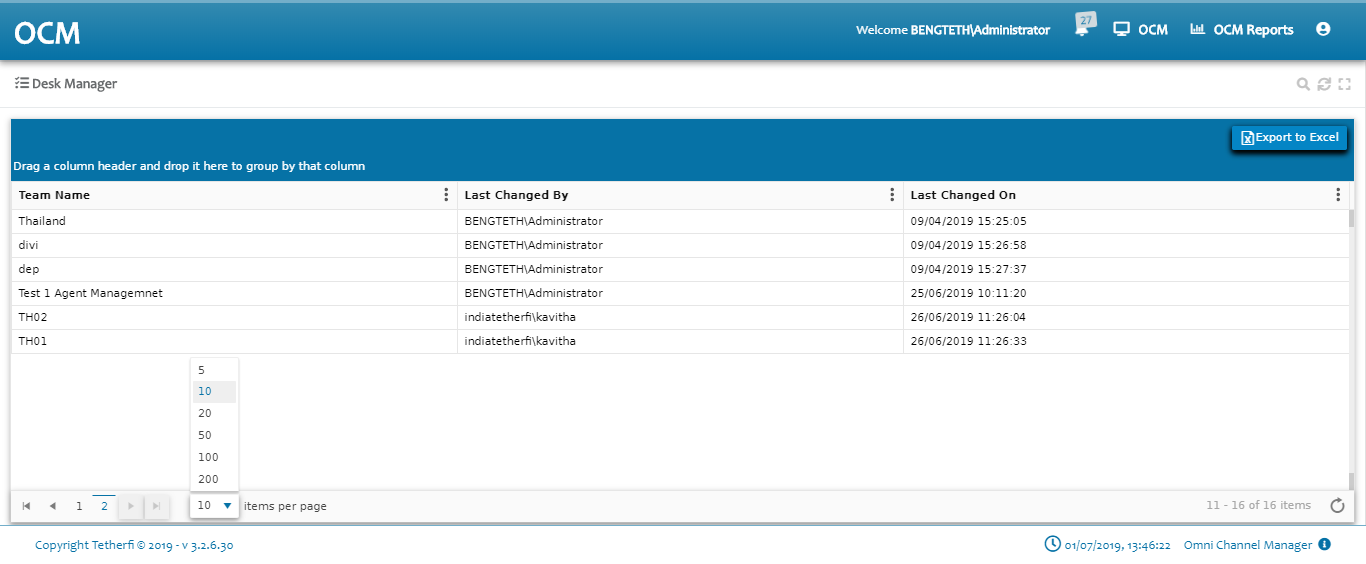 OCM
Welcome BENGTETH\Administrator
27
OCM
OCM Reports
Desk Manager
Export to Excel
Drag a column header and drop it here to group by that column
Team Name Last Changed By Last Changed On
Thailand BENGTETH\Administrator 09/04/2019 15:25:05
divi BENGTETH\Administrator 09/04/2019 15:26:58
dep BENGTETH\Administrator 09/04/2019 15:27:37
Test 1 Agent Managemnet BENGTETH\Administrator 25/06/2019 10:11:20
TH02 indiatetherfi\kavitha 26/06/2019 11:26:04
TH01 indiatetherfi\kavitha 26/06/2019 11:26:33
5
10
20
50
100
200
1 2 10 items per page 11 - 16 of 16 items
Copyright Tetherfi © 2019 - v 3.2.6.30 01/07/2019, 13:46:22 Omni Channel Manager